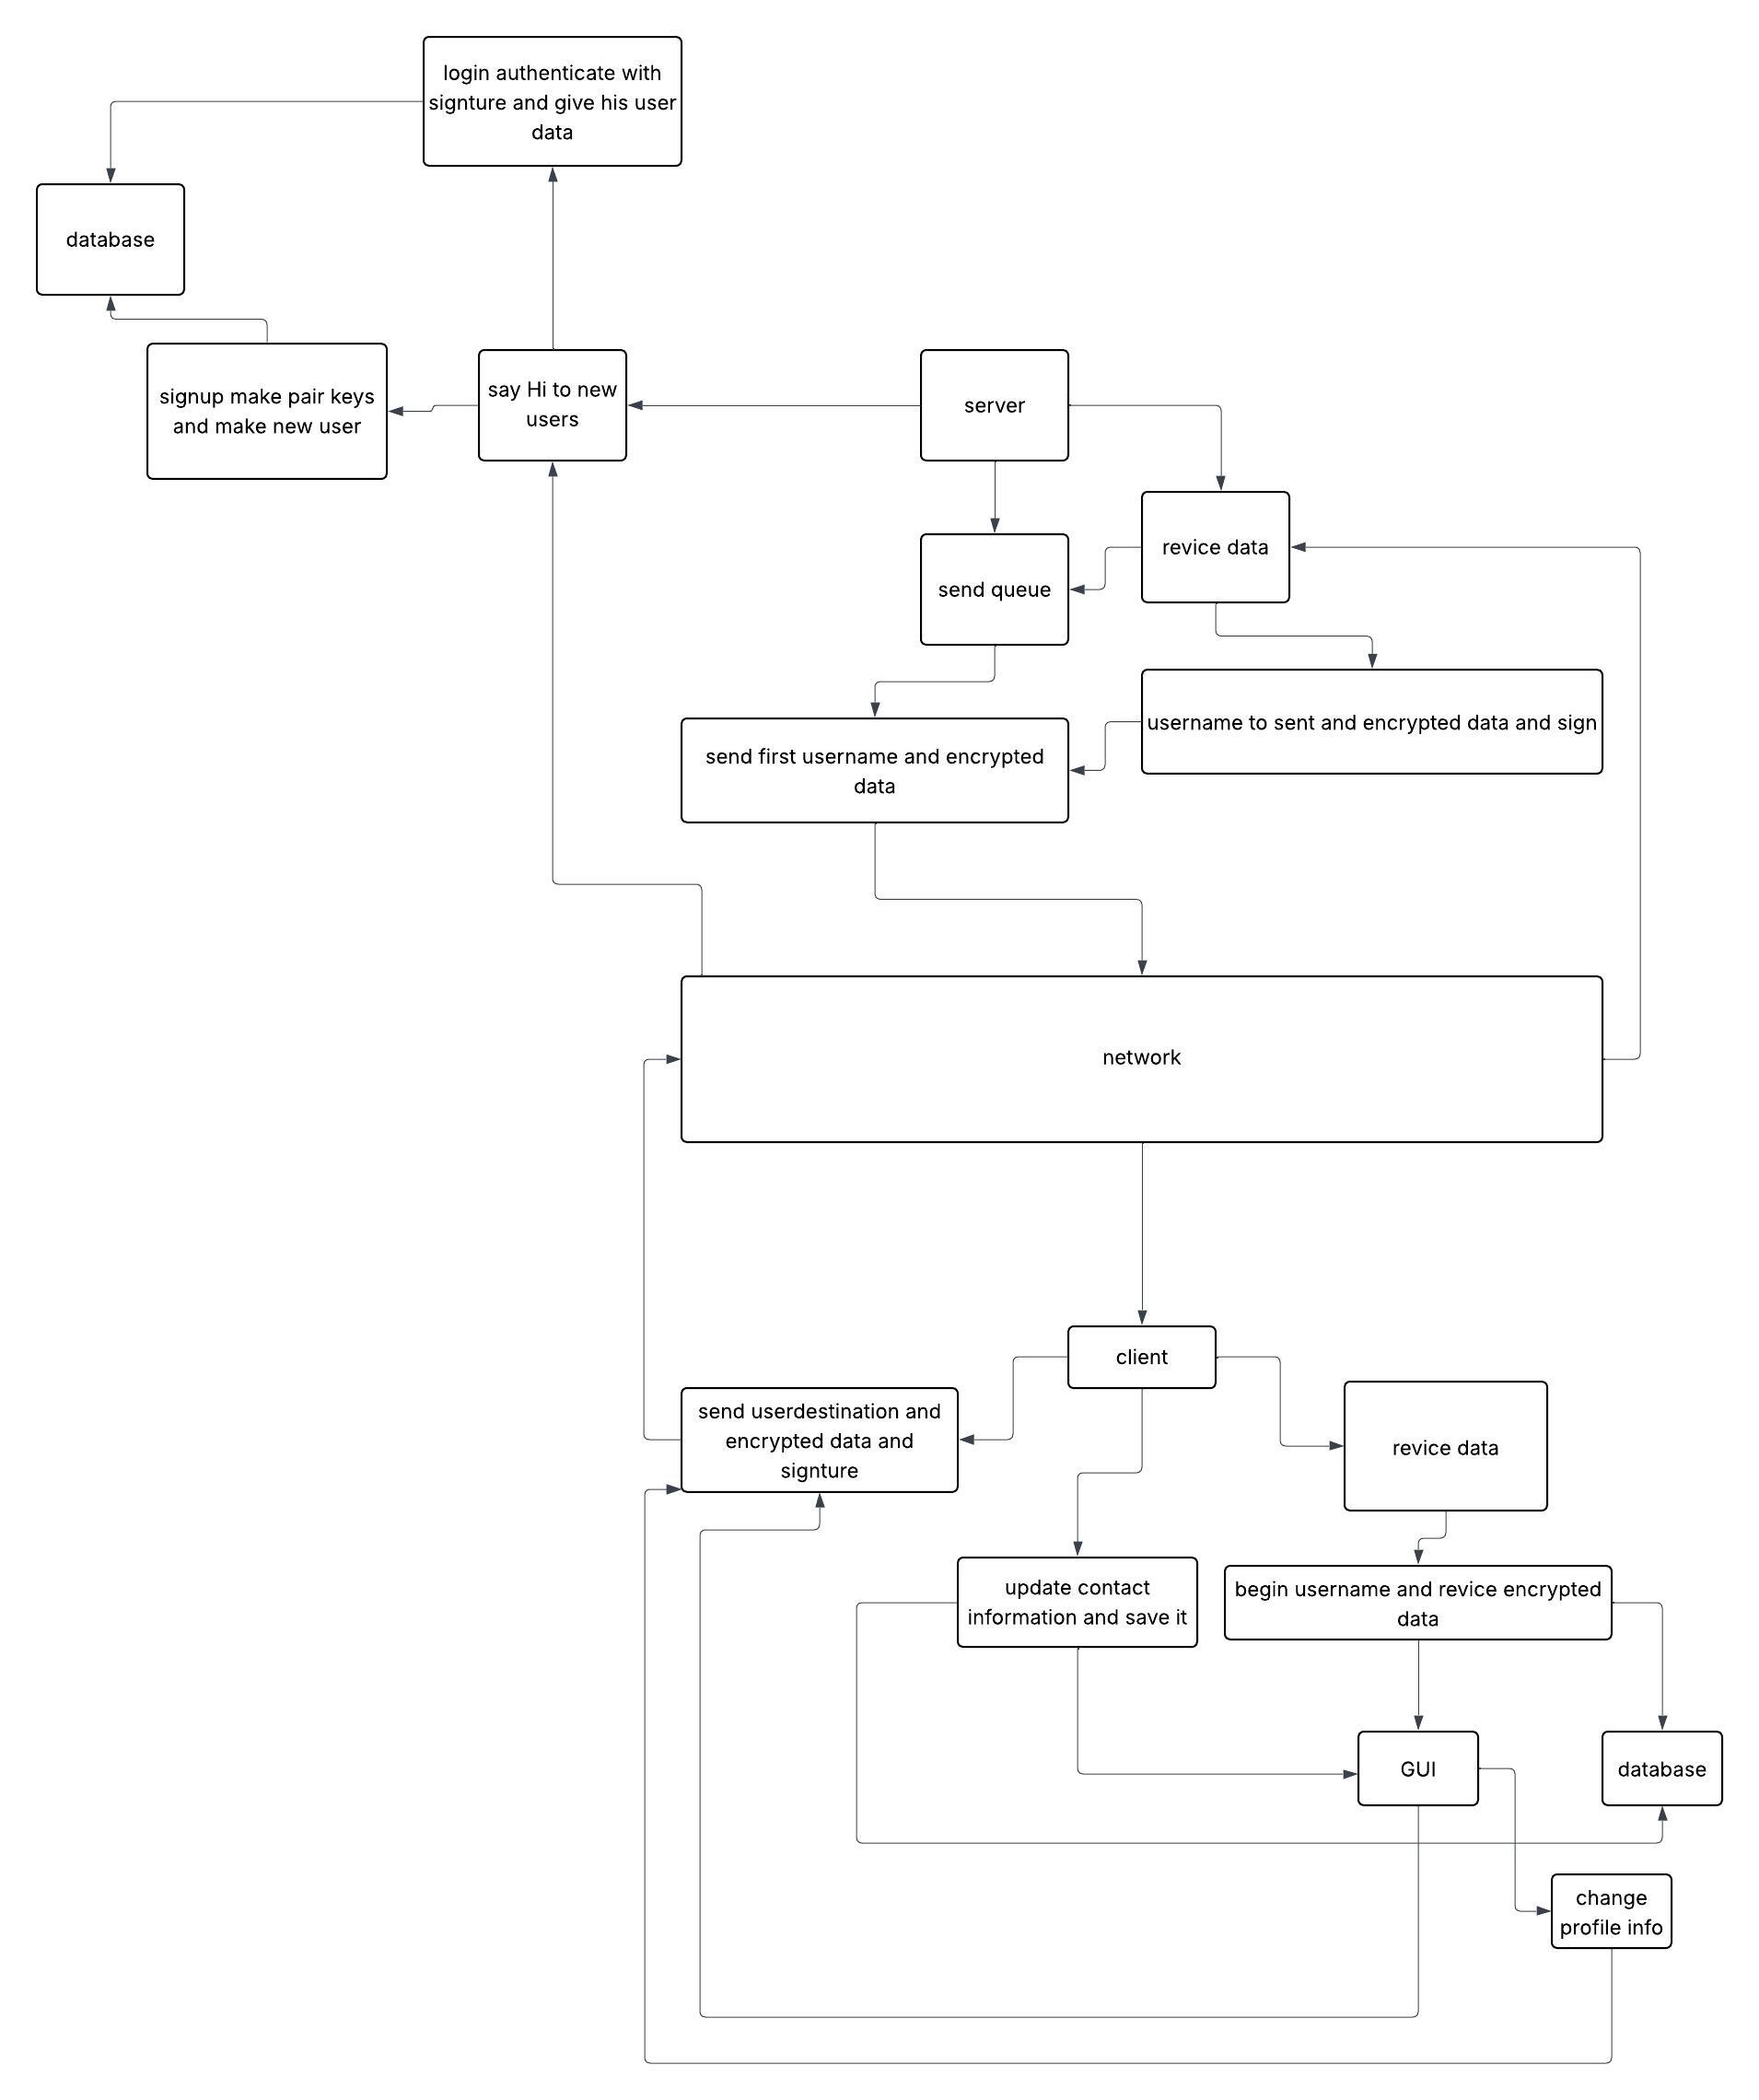 login authenticate with
signture and give his user
data
database
signup make pair keys
and make new user
say Hi to new
users
server
revice data
send queue
username to sent and encrypted data and sign
send first username and encrypted
data
network
client
send userdestination and
encrypted data and
signture
revice data
update contact
information and save it
begin username and revice encrypted
data
GUI
database
change
profile info